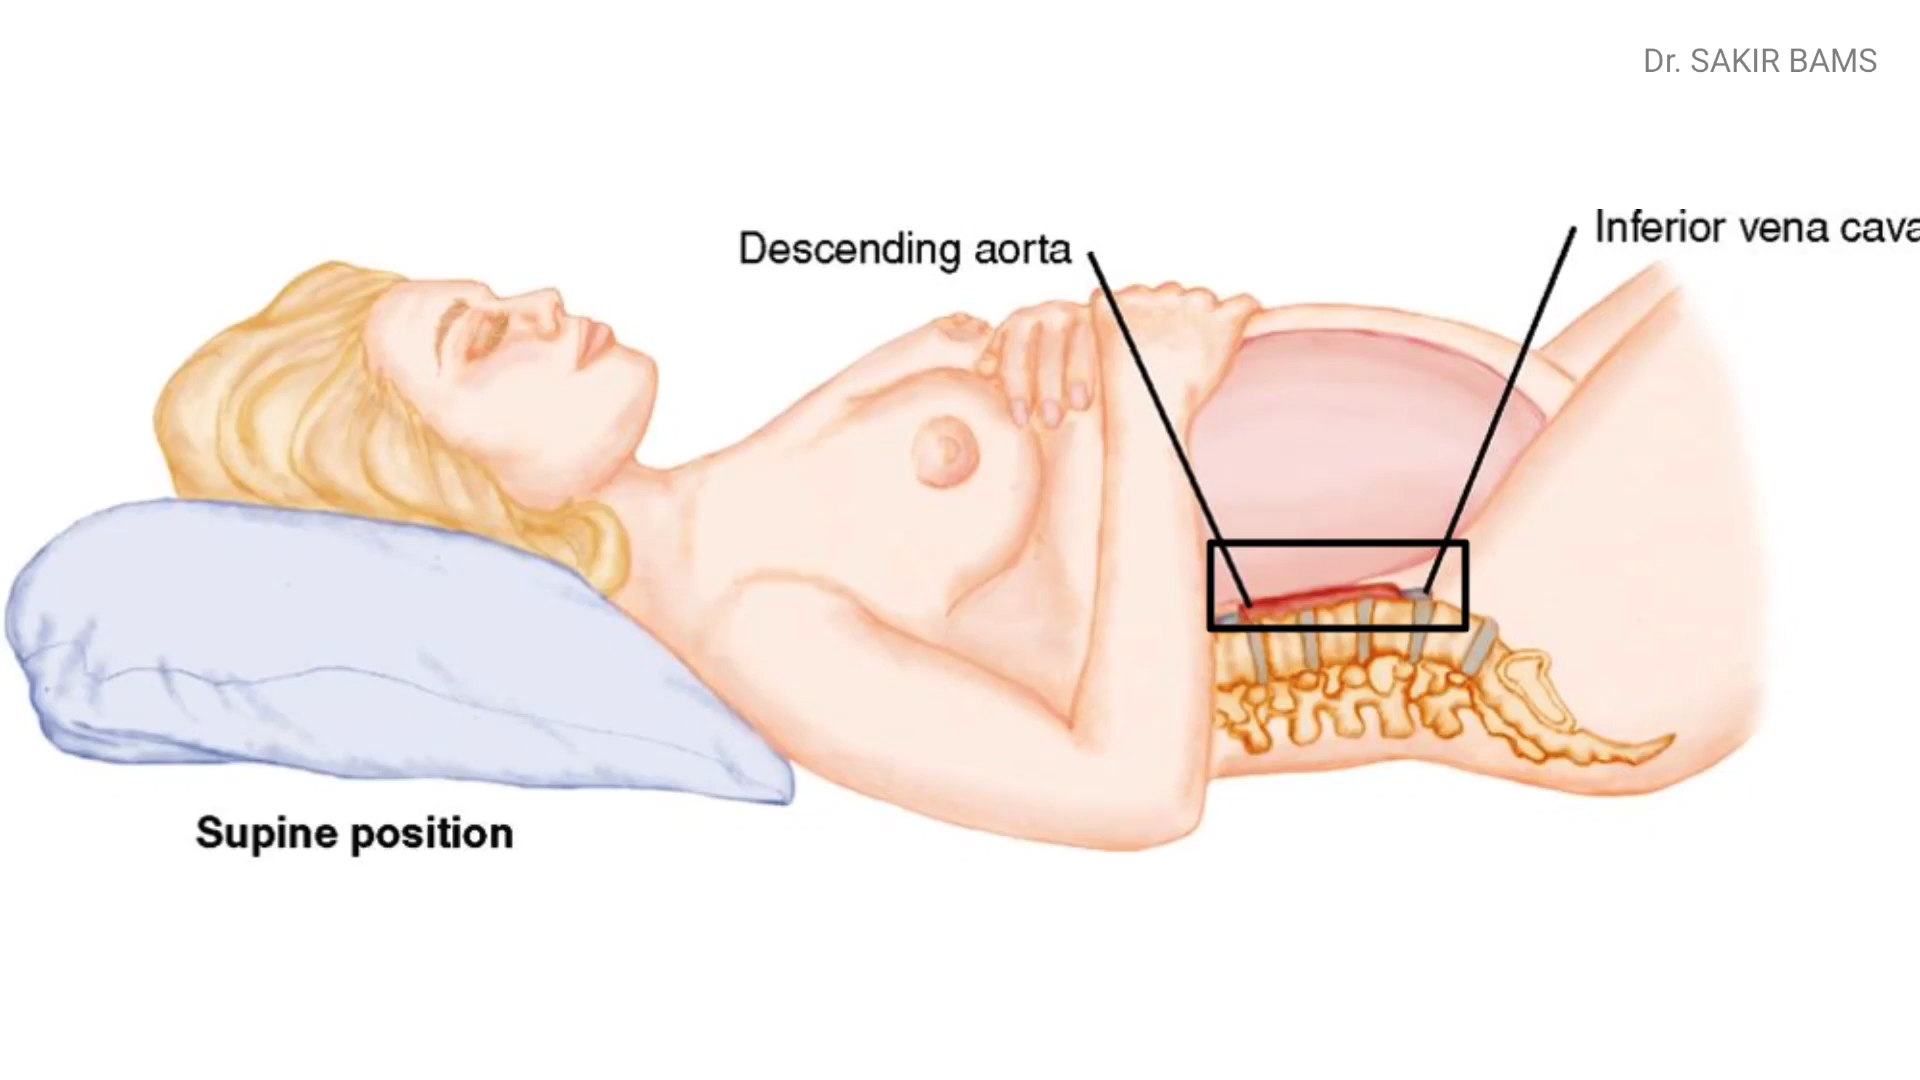 Dr. SAKIR BAMS
Inferior vena cava
Descending aorta
Supine position